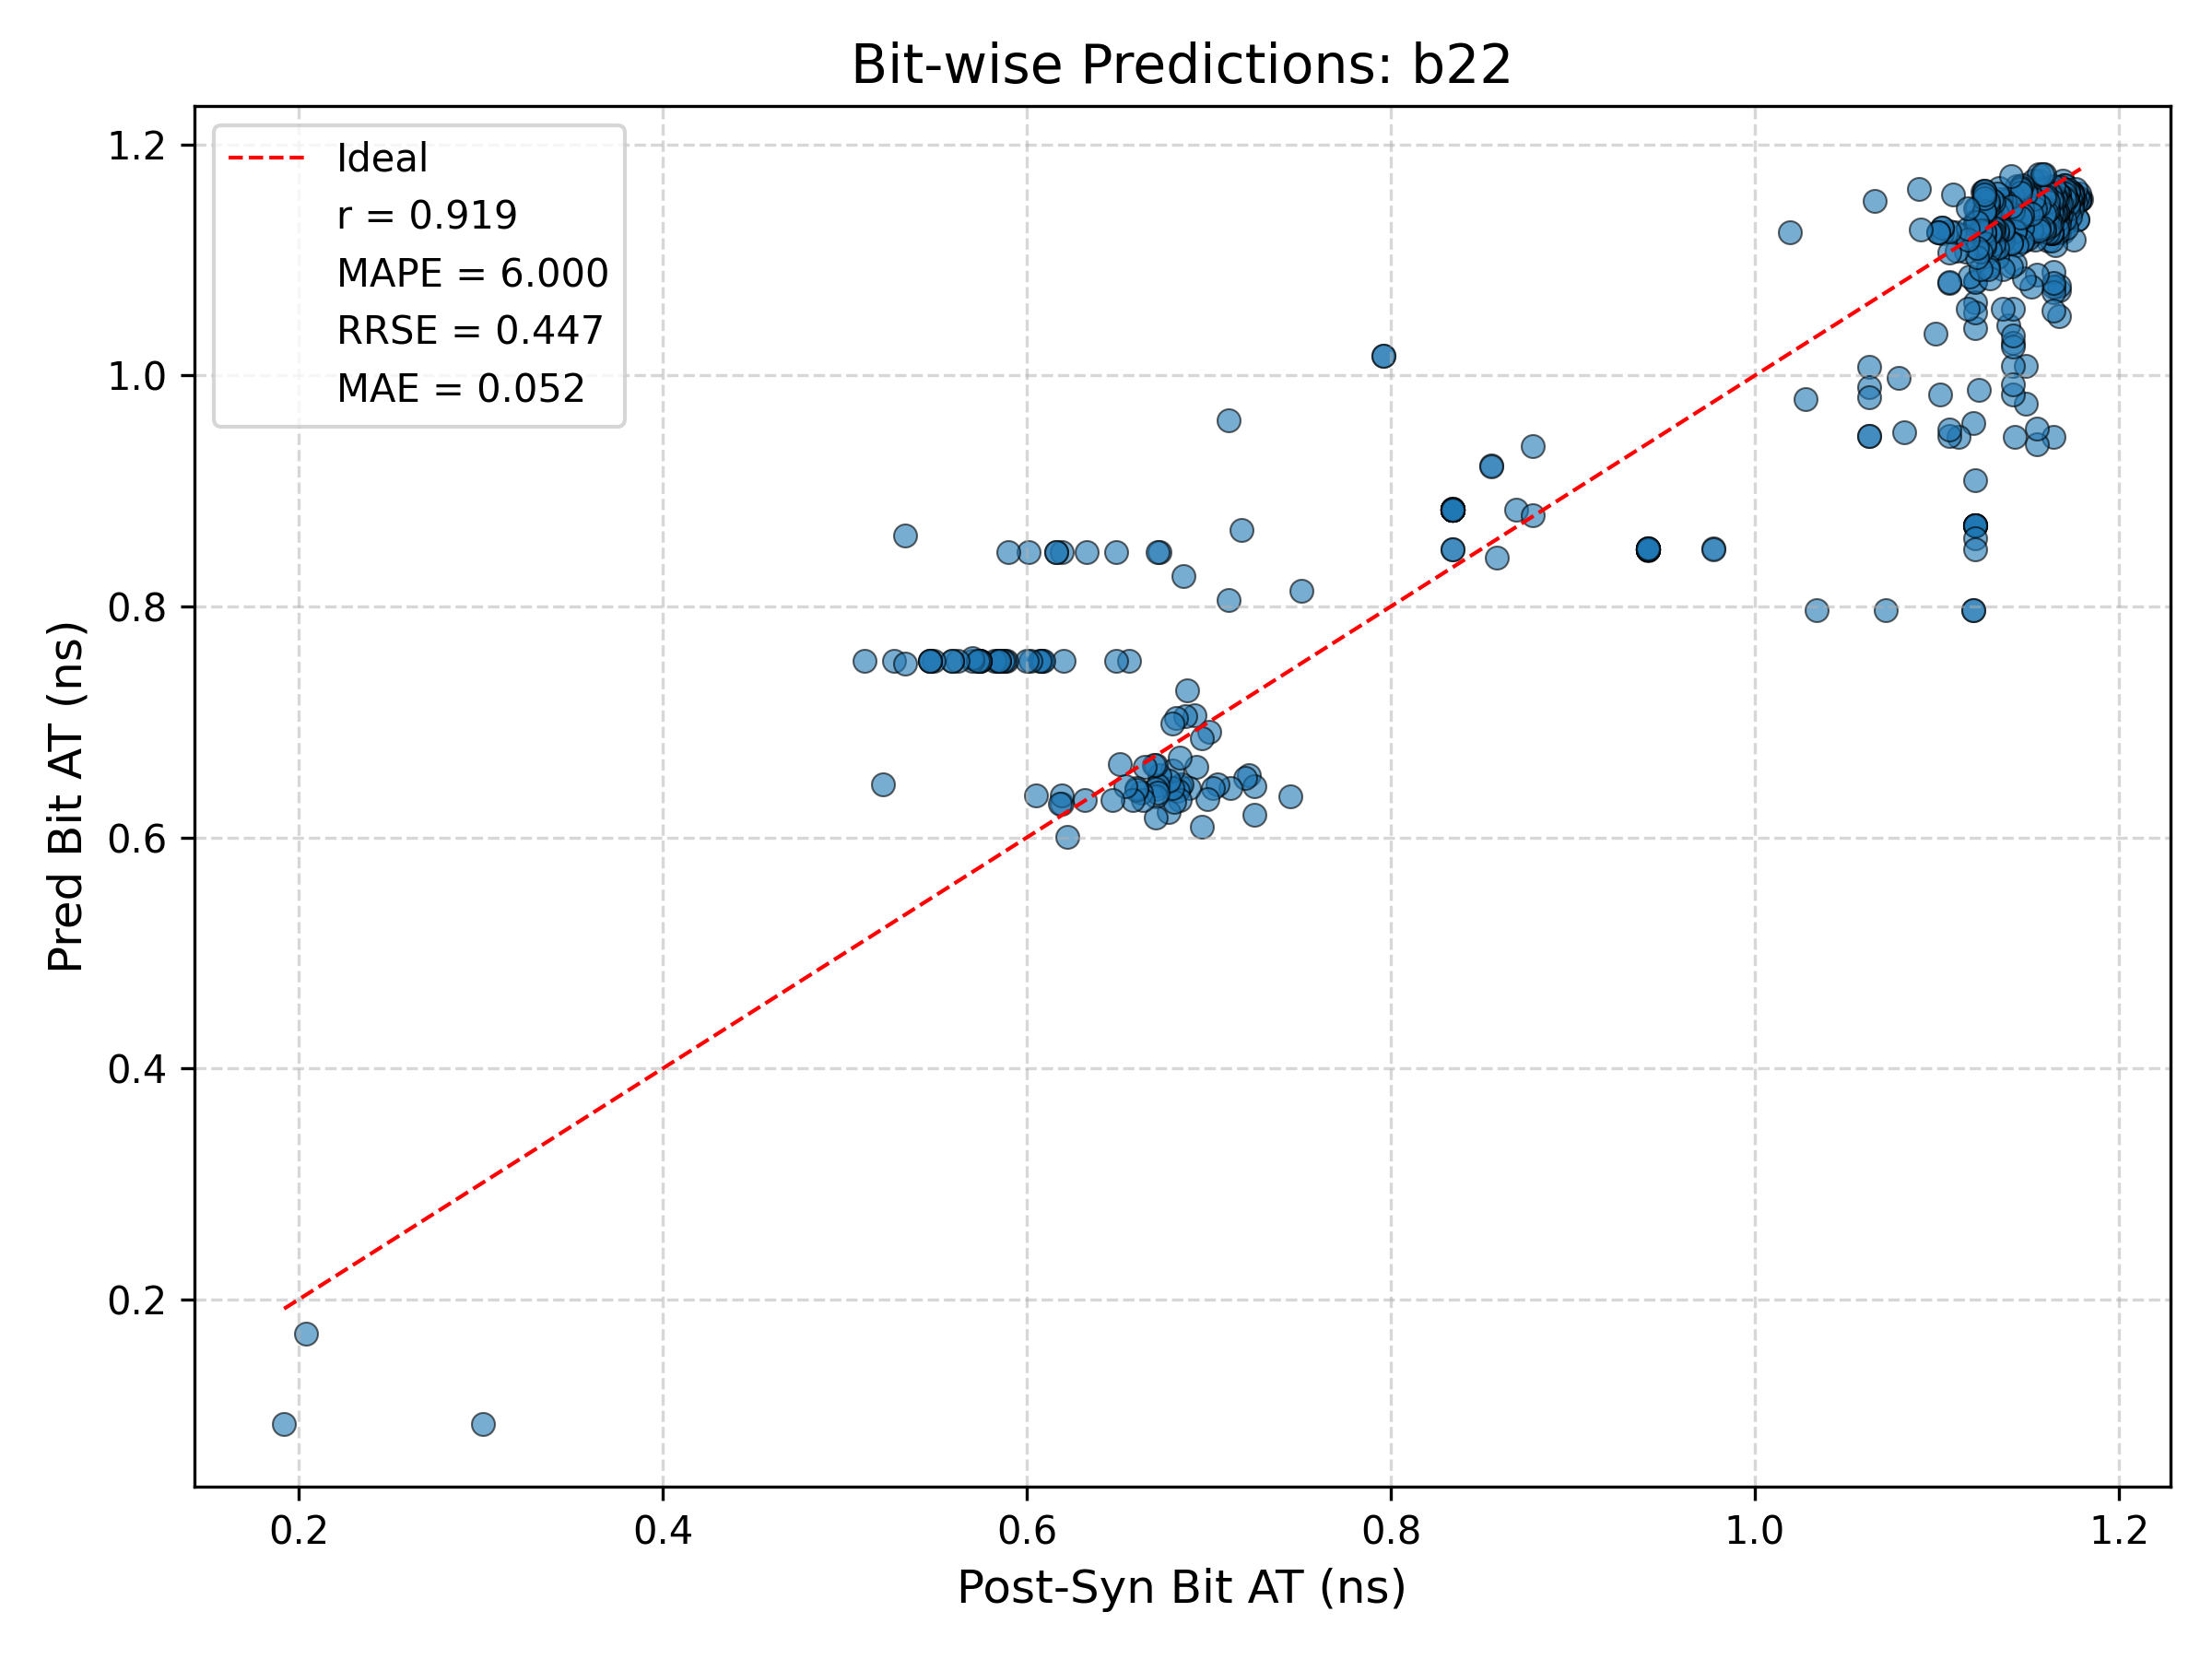 Bit-wise Predictions: b22
Ideal
r = 0.919
MAPE = 6.000
RRSE = 0.447
MAE = 0.052
1.2
1.0
0.8
0.6
0.4
0.2
Pred Bit AT (ns)
0.2 0.4 0.6 0.8 1.0 1.2
Post-Syn Bit AT (ns)